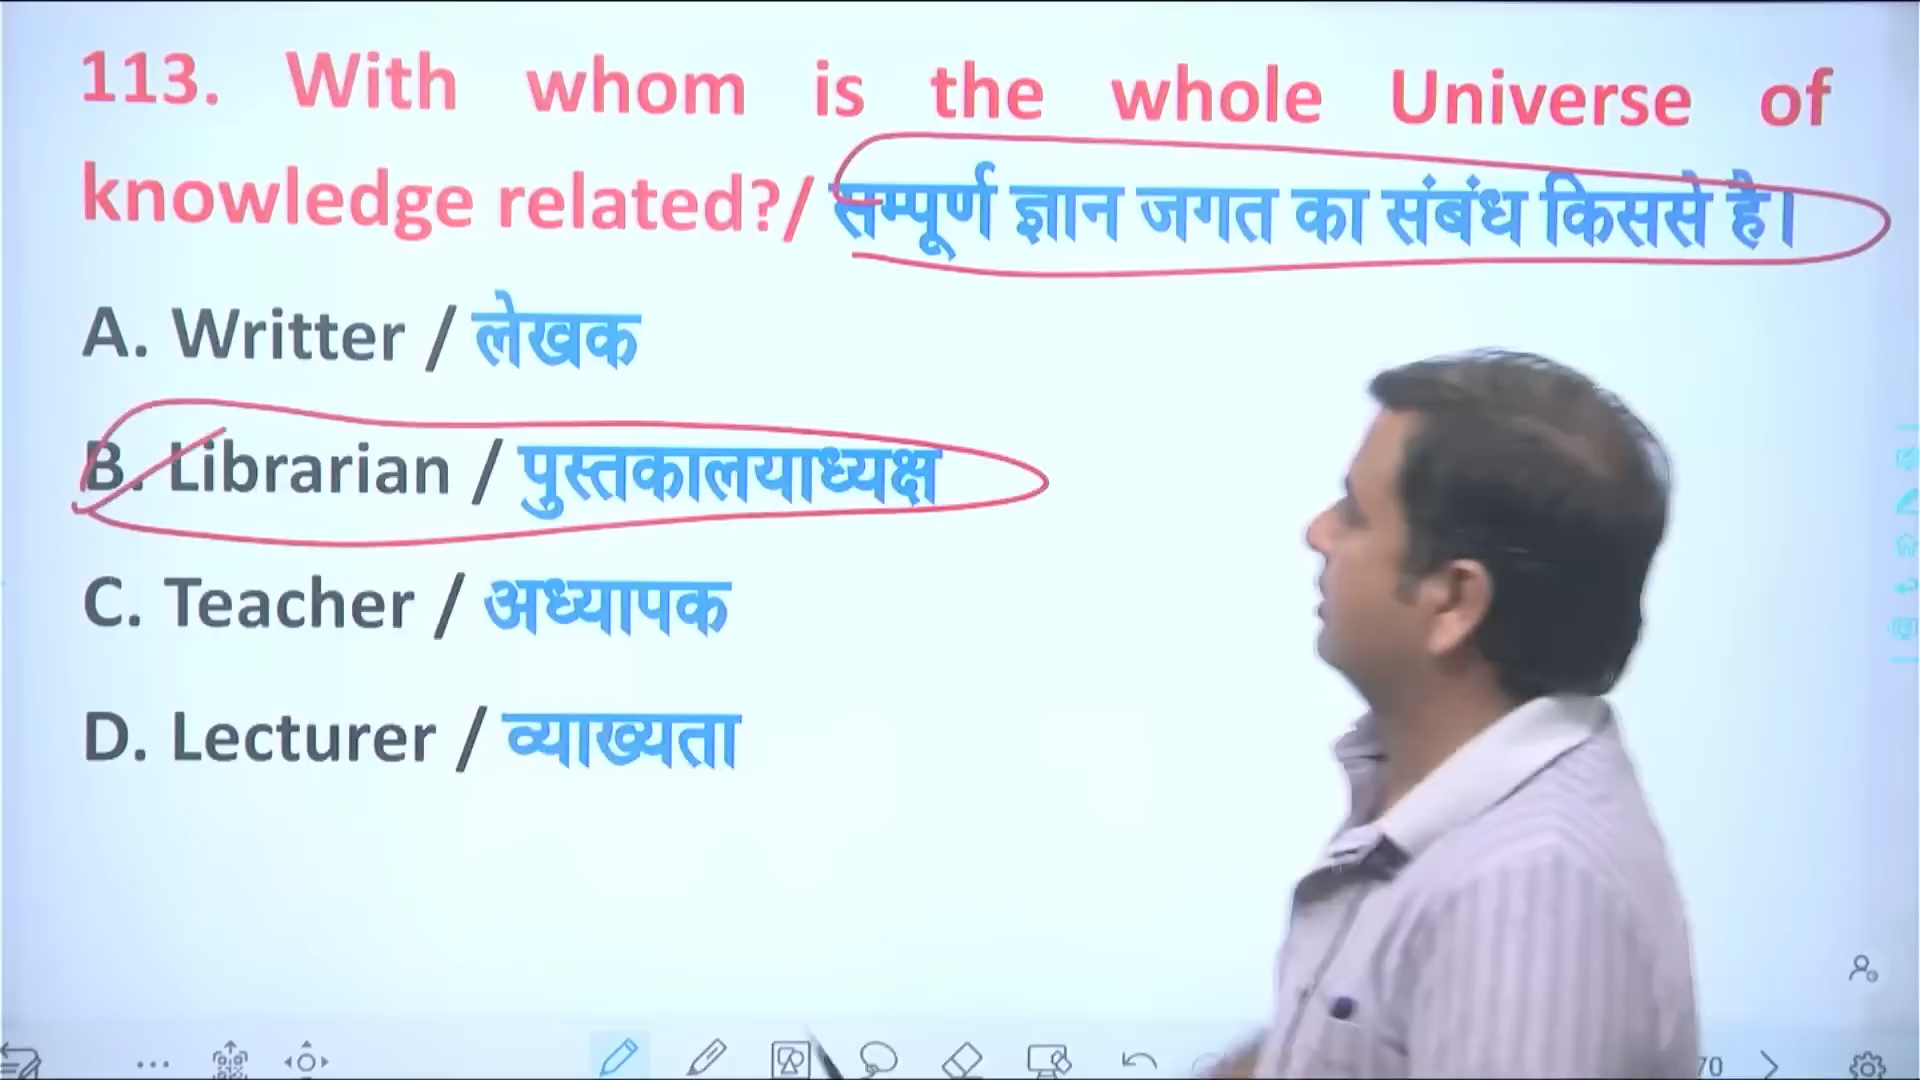 113. With whom is the whole Universe of
knowledge related?/ सम्पूर्ण ज्ञान जगत का संबंध किससे है।
A. Writter / लेखक
B. Librarian / पुस्तकालयाध्यक्ष
C. Teacher / अध्यापक
D. Lecturer / व्याख्यता
70